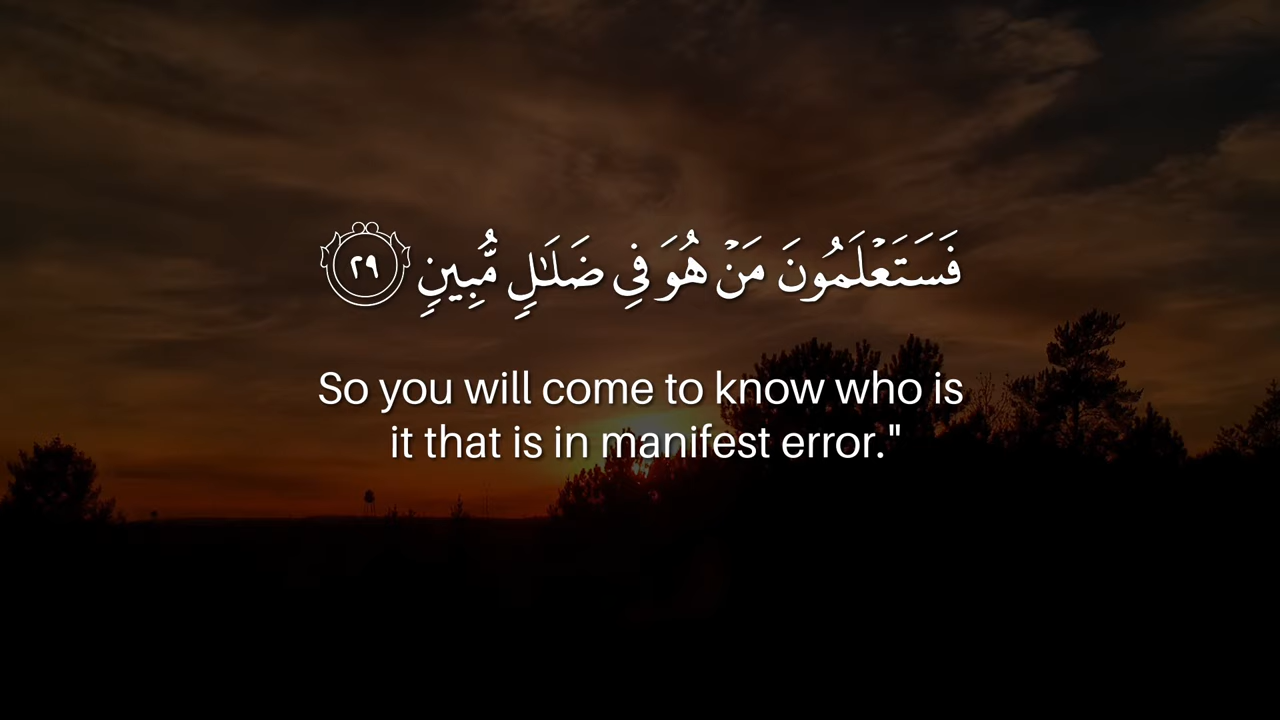 فَسَتَعْلَمُونَ مَنْ هُوَ فِي ضَلَـٰلٍ مُّبِينٍ ٢٩
So you will come to know who is
it that is in manifest error."